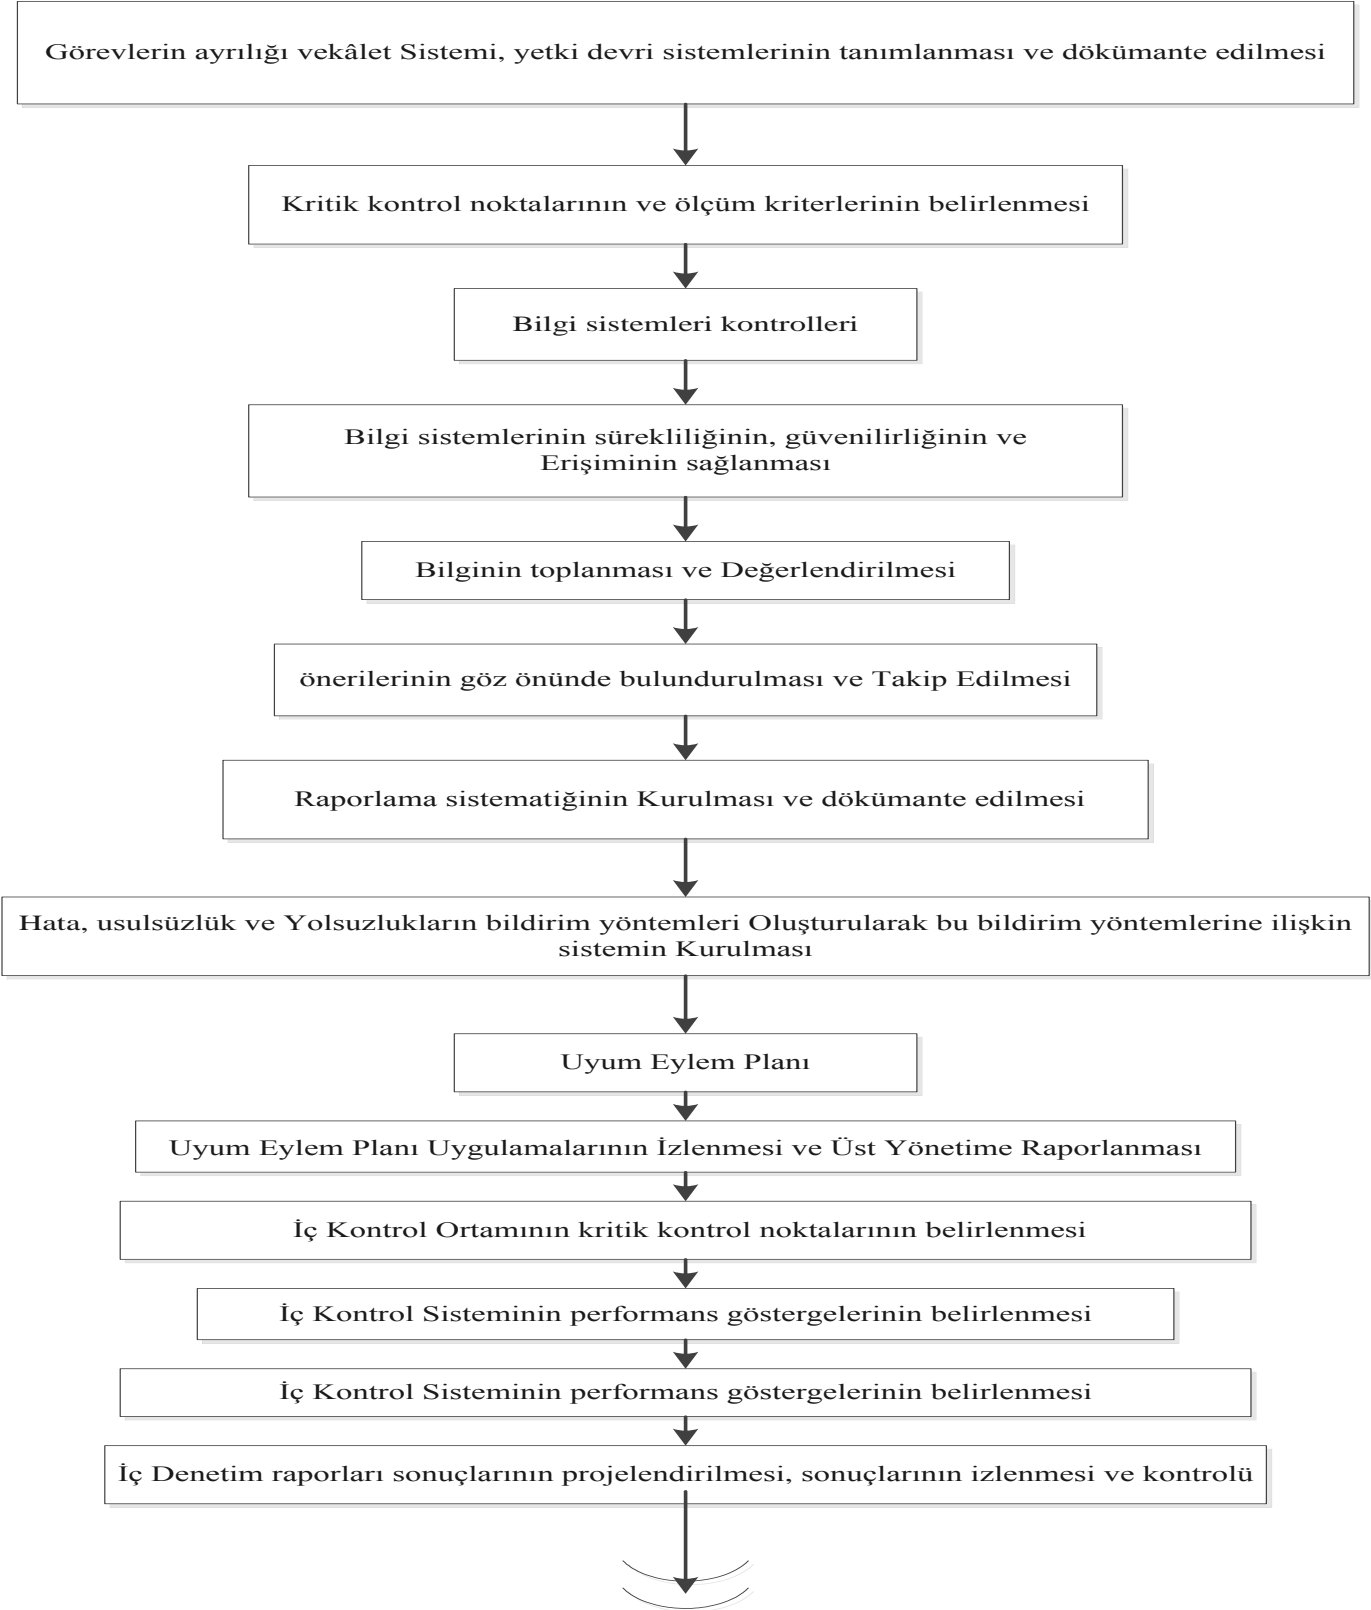 Görevlerin ayrılığı vekâlet Sistemi, yetki devri sistemlerinin tanımlanması ve dökümante edilmesi
Kritik kontrol noktalarının ve ölçüm kriterlerinin belirlenmesi
Bilgi sistemleri kontrolleri
Bilgi sistemlerinin sürekliliğinin, güvenilirliğinin ve
Erişiminin sağlanması
Bilginin toplanması ve Değerlendirilmesi
önerilerinin göz önünde bulundurulması ve Takip Edilmesi
Raporlama sistematiğinin Kurulması ve dökümante edilmesi
Hata, usulsüzlük ve Yolsuzlukların bildirim yöntemleri Oluşturularak bu bildirim yöntemlerine ilişkin
sistemin Kurulması
Uyum Eylem Planı
Uyum Eylem Planı Uygulamalarının İzlenmesi ve Üst Yönetime Raporlanması
İç Kontrol Ortamının kritik kontrol noktalarının belirlenmesi
İç Kontrol Sisteminin performans göstergelerinin belirlenmesi
İç Kontrol Sisteminin performans göstergelerinin belirlenmesi
İç Denetim raporları sonuçlarının projelendirilmesi, sonuçlarının izlenmesi ve kontrolü